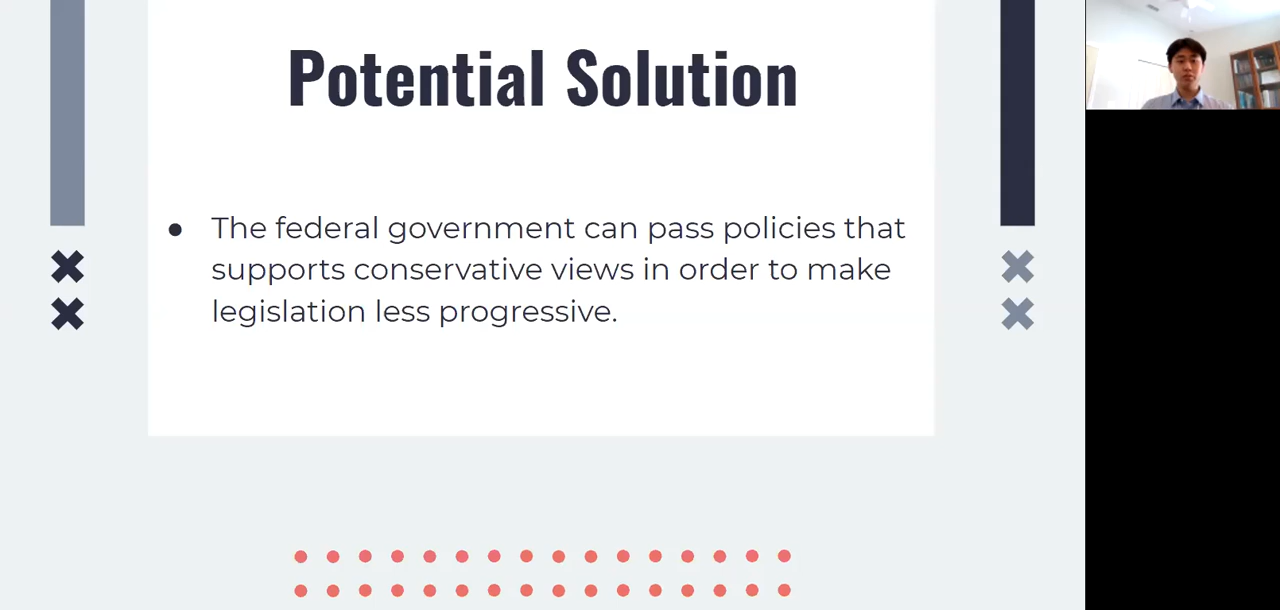 Potential Solution
● The federal government can pass policies that
supports conservative views in order to make
legislation less progressive.